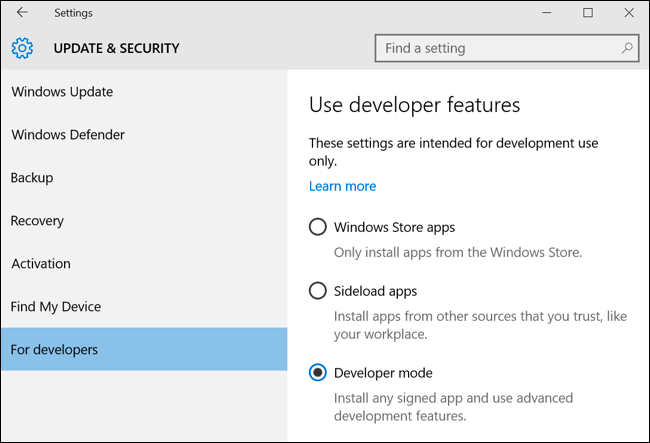 Settings
UPDATE & SECURITY
Find a setting
Windows Update
Windows Defender
Backup
Recovery
Activation
Find My Device
For developers
Use developer features
These settings are intended for development use
only.
Learn more
Windows Store apps
Only install apps from the Windows Store.
Sideload apps
Install apps from other sources that you trust, like
your workplace.
Developer mode
Install any signed app and use advanced
development features.